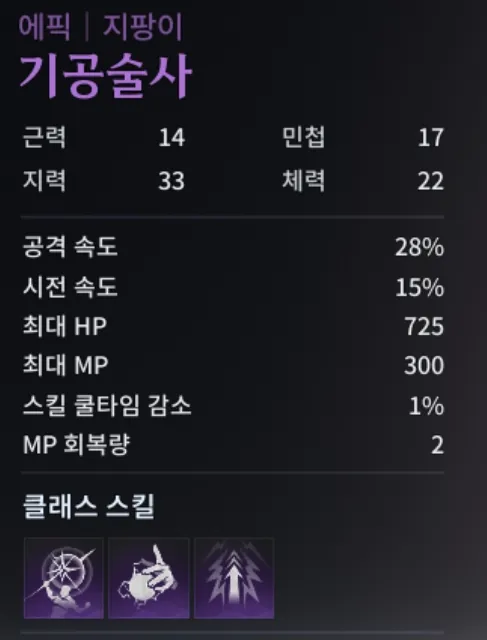 에픽 | 지팡이
기공술사
근력 14 민첩 17
지력 33 체력 22
공격 속도 28%
시전 속도 15%
최대 HP 725
최대 MP 300
스킬 쿨타임 감소 1%
MP 회복량 2
클래스 스킬